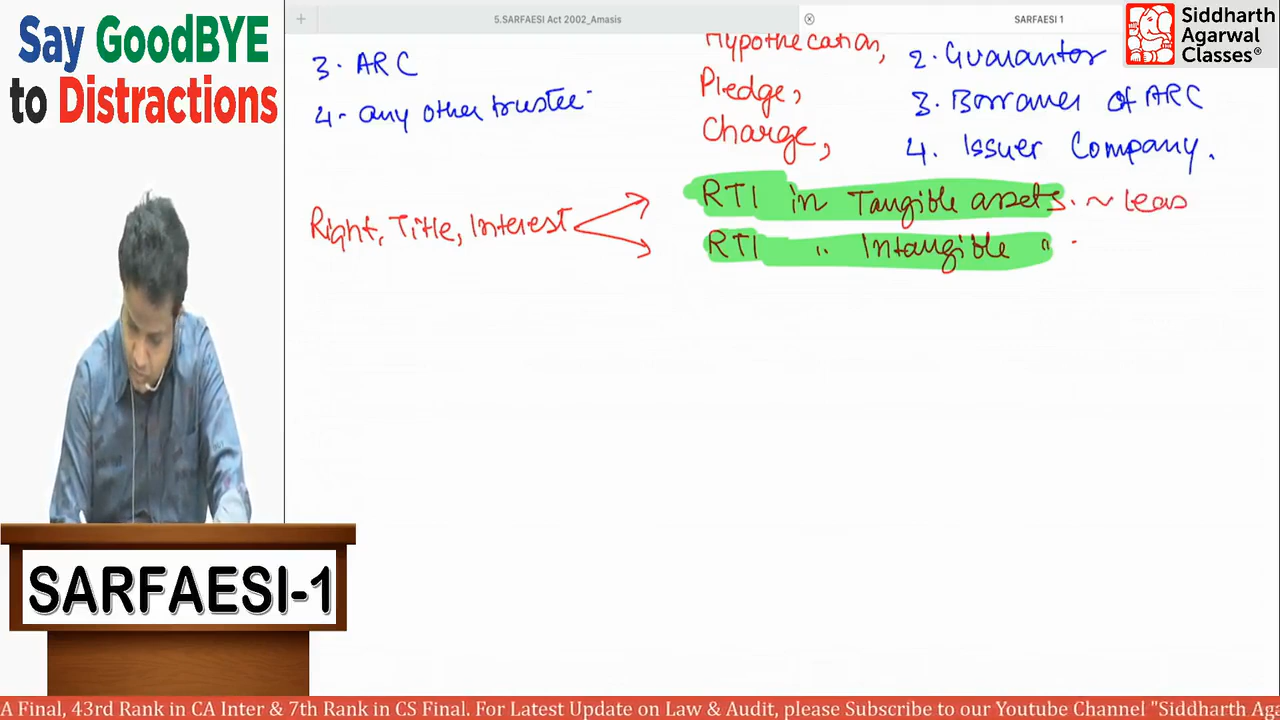 Say GoodBYE
to Distractions
5.SARFAESI Act 2002_Amasis
SARFAESI 1
Siddharth
Agarwal
Classes®
3. ARC
4. any other trustee
Hypothecation,
Pledge,
Charge,
2. Guarantor
3. Borrower of ARC
4. Issuer Company.
Right, Title, Interest
RTI in Tangible assets. ~ Leas
RTI " Intangible "
SARFAESI-1
A Final, 43rd Rank in CA Inter & 7th Rank in CS Final. For Latest Update on Law & Audit, please Subscribe to our Youtube Channel "Siddharth Aga